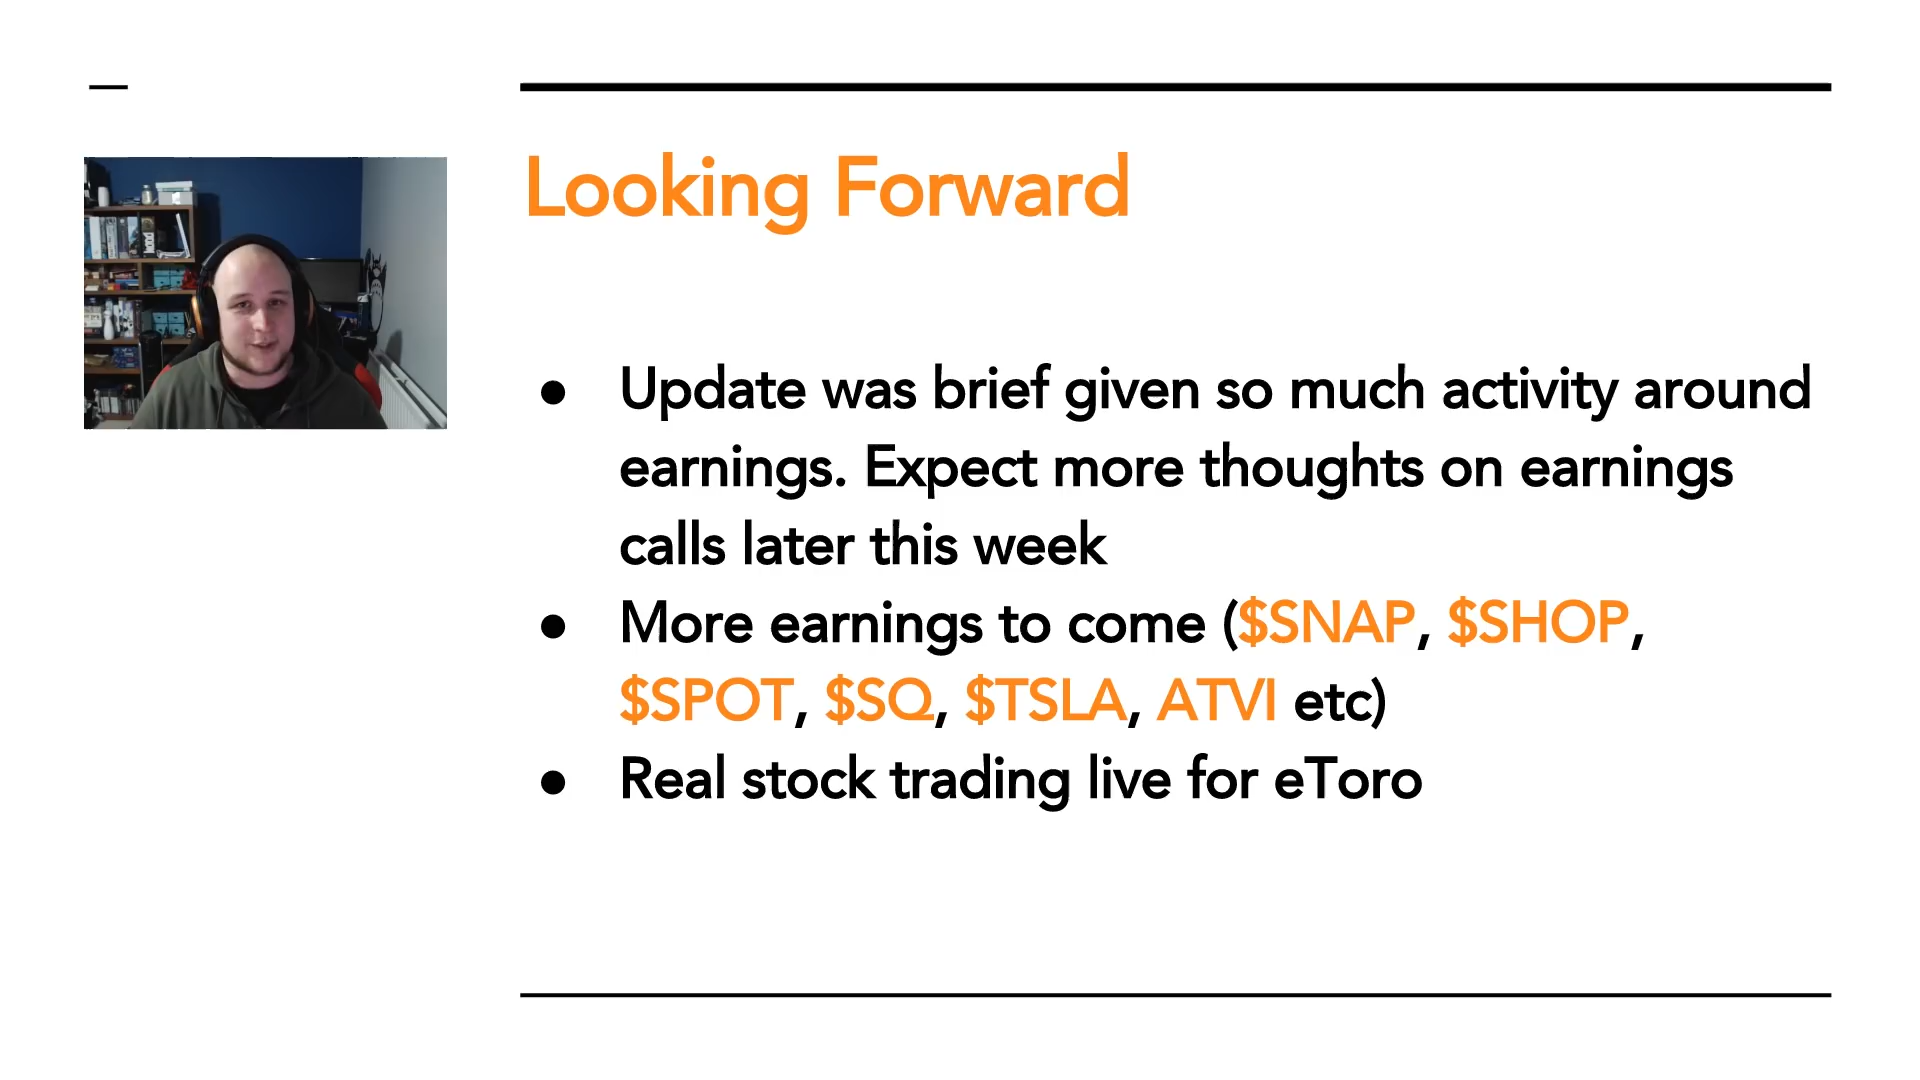 Looking Forward
● Update was brief given so much activity around
earnings. Expect more thoughts on earnings
calls later this week
● More earnings to come ($SNAP, $SHOP,
$SPOT, $SQ, $TSLA, ATVI etc)
● Real stock trading live for eToro